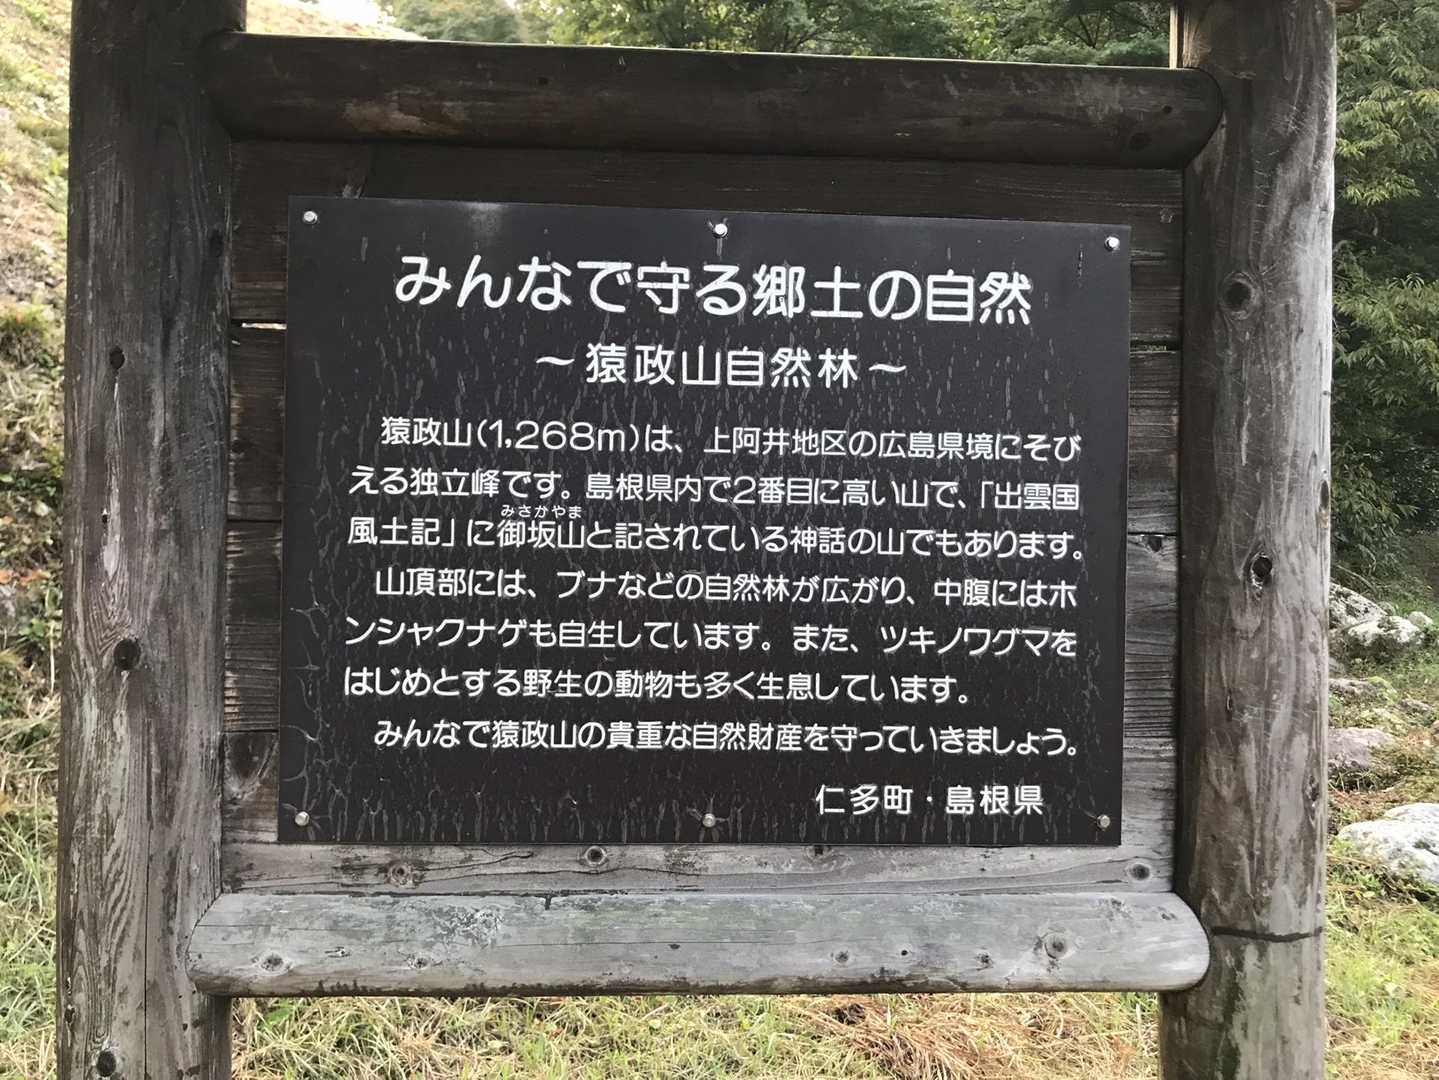 みんなで守る郷土の自然
～猿政山自然林～
猿政山(1,268m)は、上阿井地区の広島県境にそび
える独立峰です。島根県内で2番目に高い山で、「出雲国
みさかやま
風土記」に御坂山と記されている神話の山でもあります。
山頂部には、ブナなどの自然林が広がり、中腹にはホ
ンシャクナゲも自生しています。また、ツキノワグマを
はじめとする野生の動物も多く生息しています。
みんなで猿政山の貴重な自然財産を守っていきましょう。
仁多町・島根県